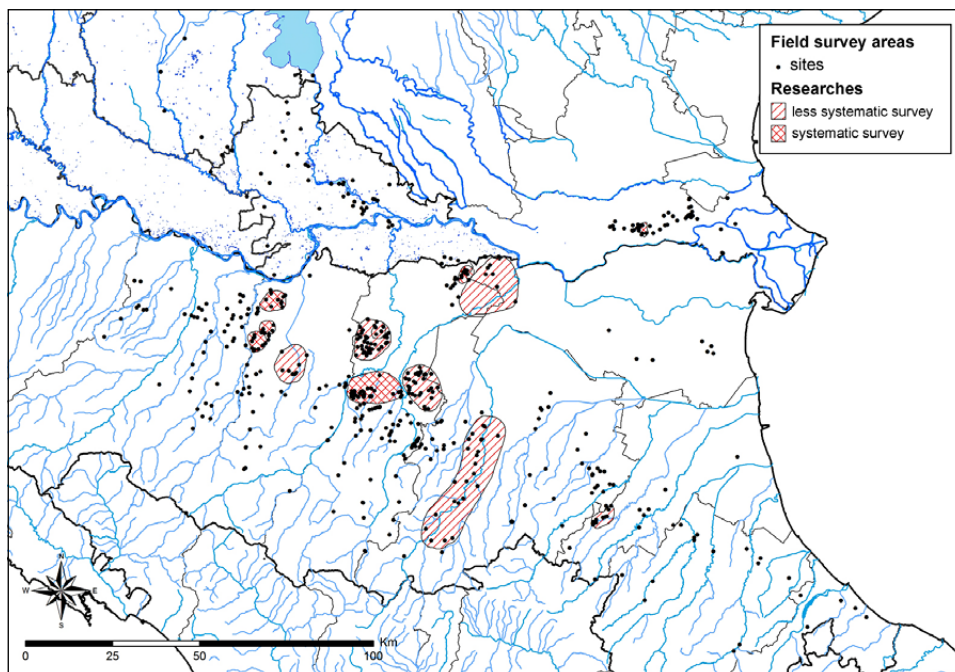 Field survey areas
sites
Researches
less systematic survey
systematic survey
N
W E
S
Km
0 25 50 100